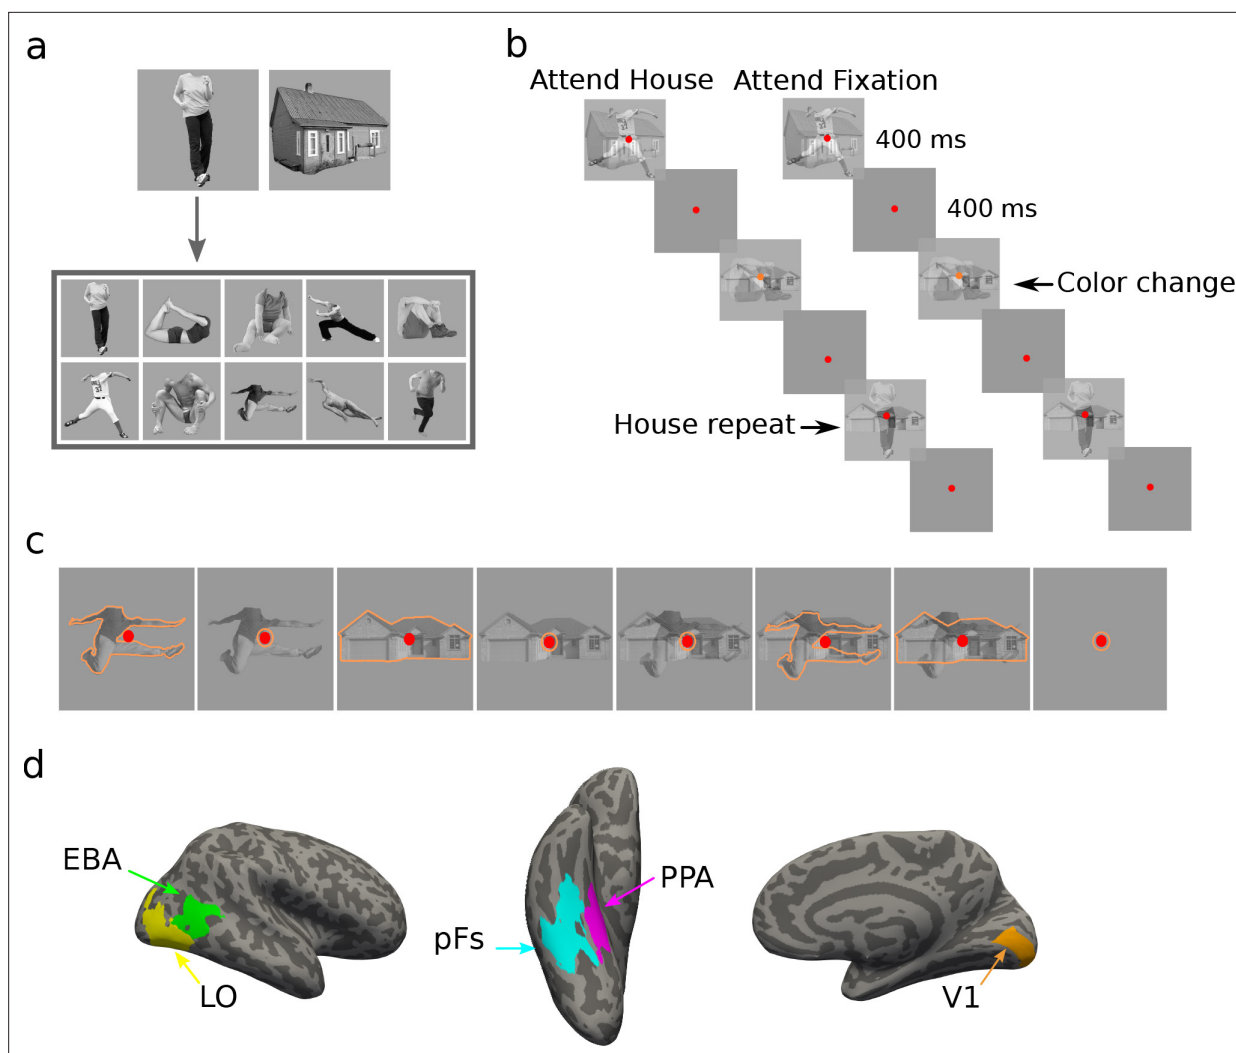 a
b
Attend House
Attend Fixation
400 ms
400 ms
Color change
House repeat
c
d
EBA
LO
pFs
PPA
V1